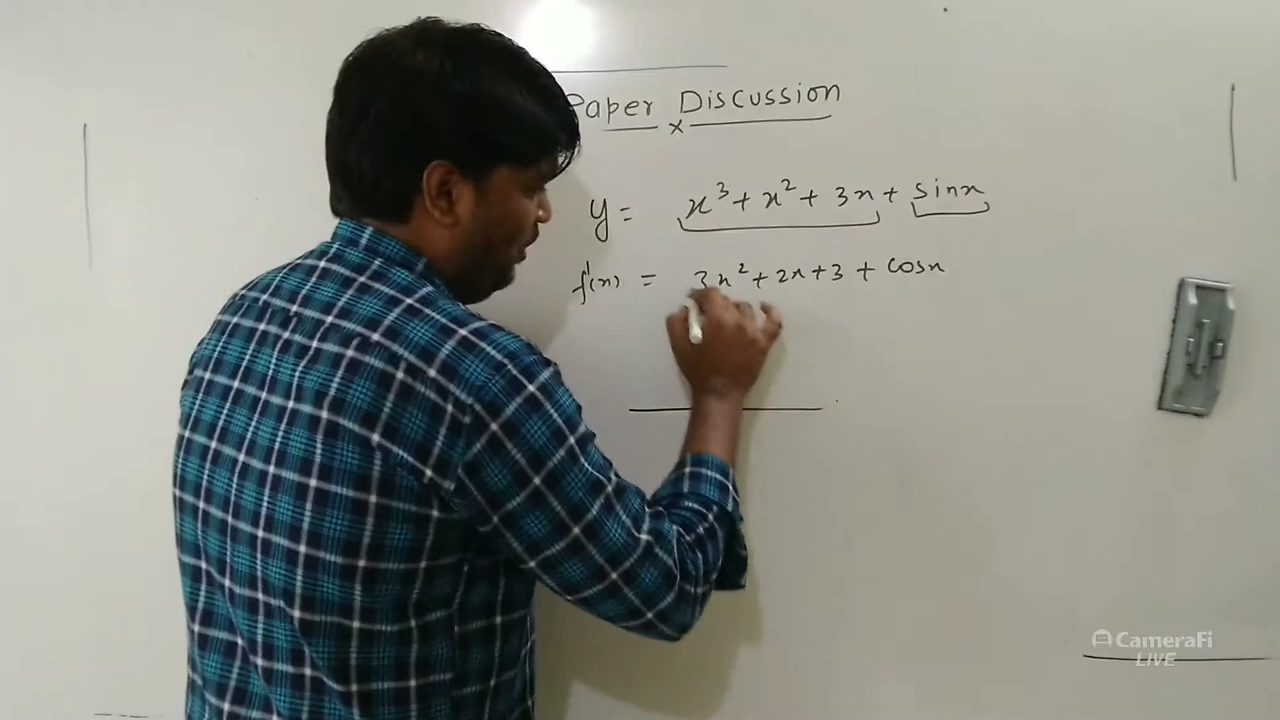 Paper Discussion
x
y = x³ + x² + 3x + sinx
f'(x) = 3x² + 2x + 3 + cosx
CameraFi
LIVE